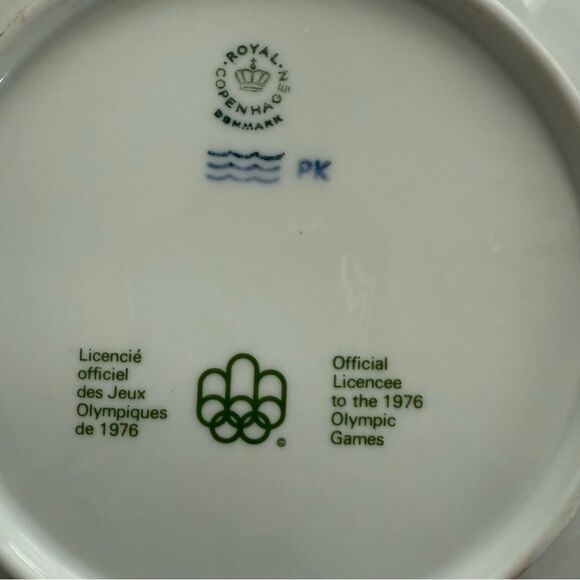 ROYAL
COPENHAGEN
DENMARK
PK
Licencié
officiel
des Jeux
Olympiques
de 1976
©
Official
Licencee
to the 1976
Olympic
Games